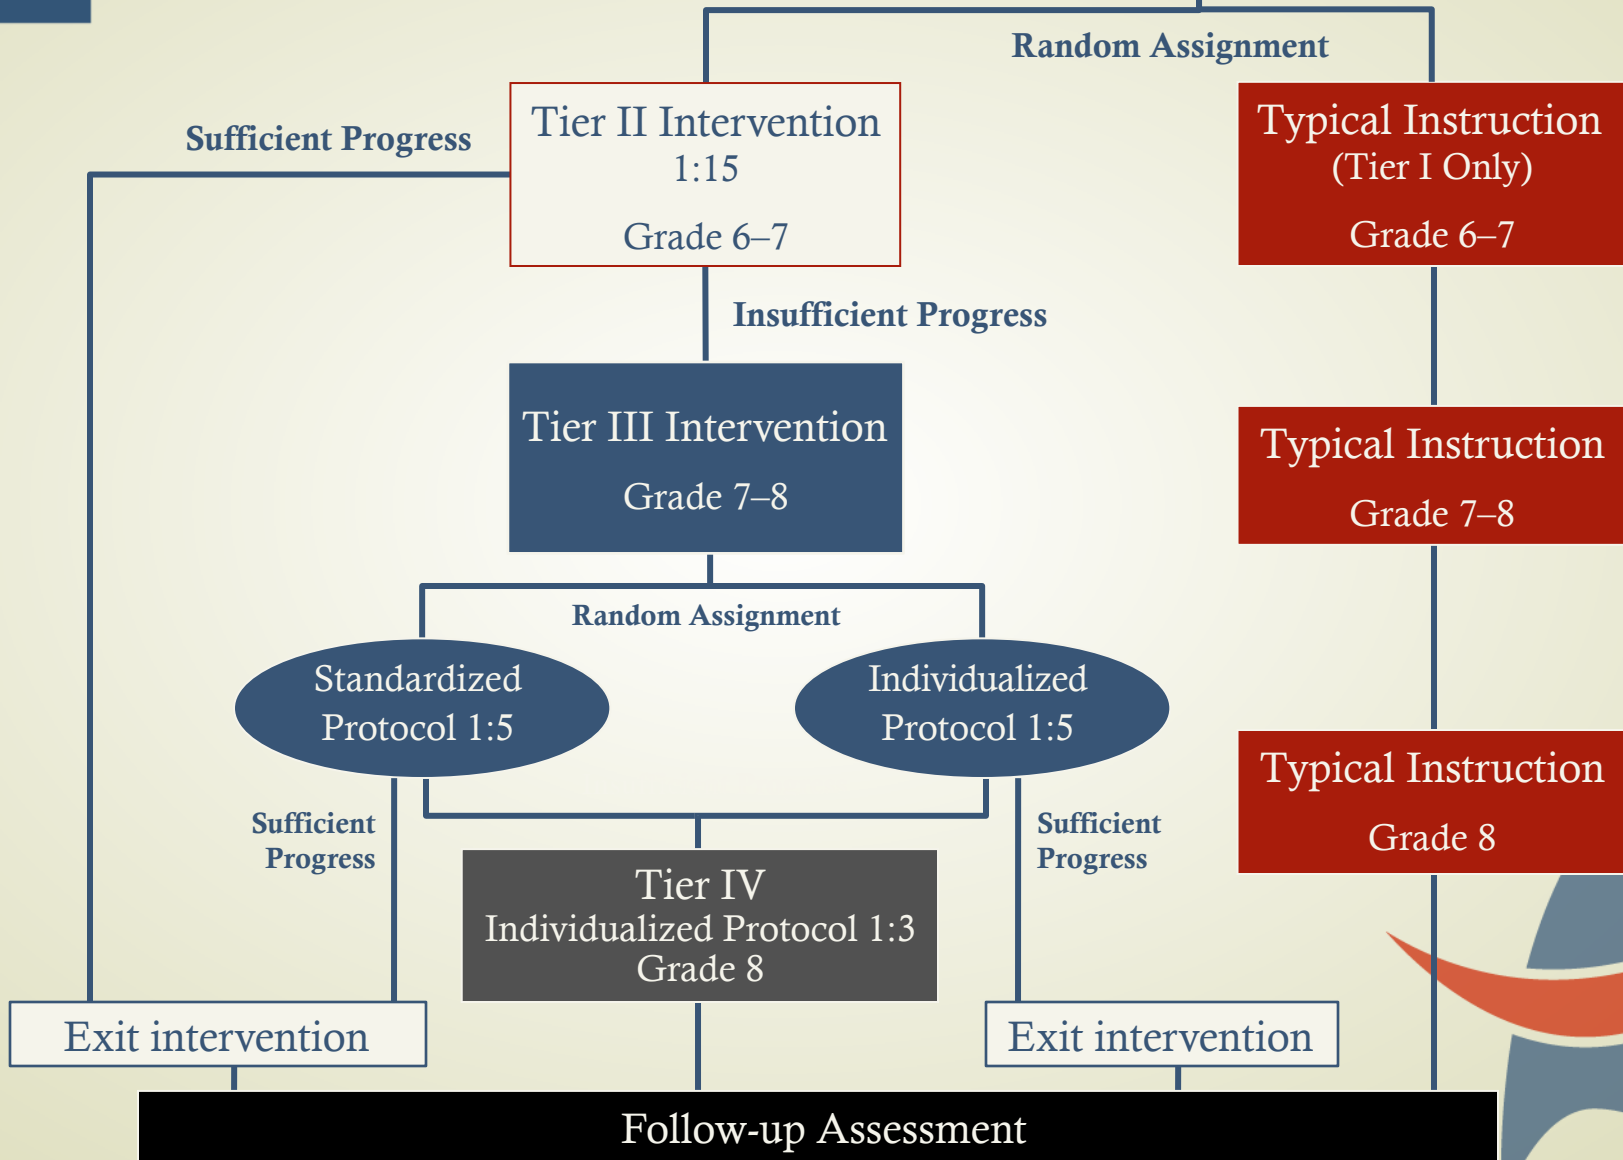 Random Assignment
Sufficient Progress
Tier II Intervention
1:15
Grade 6–7
Typical Instruction
(Tier I Only)
Grade 6–7
Insufficient Progress
Tier III Intervention
Grade 7–8
Typical Instruction
Grade 7–8
Random Assignment
Standardized
Protocol 1:5
Individualized
Protocol 1:5
Typical Instruction
Grade 8
Sufficient
Progress
Sufficient
Progress
Tier IV
Individualized Protocol 1:3
Grade 8
Exit intervention
Exit intervention
Follow-up Assessment